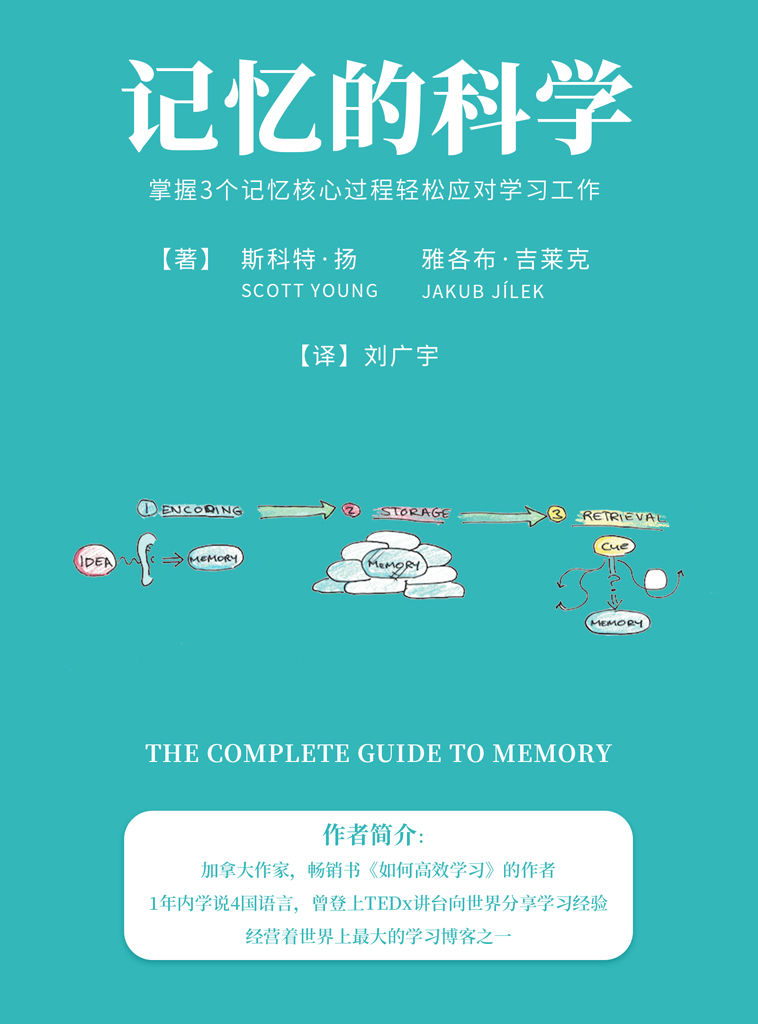 记忆的科学
掌握3个记忆核心过程轻松应对学习工作
【著】 斯科特·扬 雅各布·吉莱克
SCOTT YOUNG JAKUB JÍLEK
【译】刘广宇
1 ENCODING 2 STORAGE 3 RETRIEVAL
IDEA MEMORY
MEMORY
CUE
?
MEMORY
THE COMPLETE GUIDE TO MEMORY
作者简介:
加拿大作家，畅销书《如何高效学习》的作者
1年内学说4国语言，曾登上TEDx讲台向世界分享学习经验
经营着世界上最大的学习博客之一